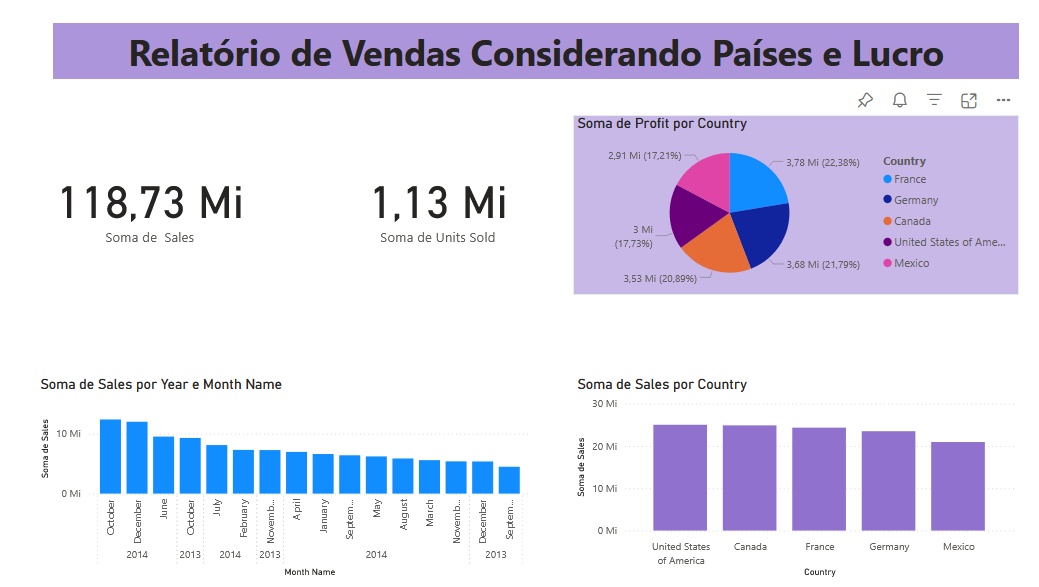 Relatório de Vendas Considerando Países e Lucro
118,73 Mi
Soma de  Sales
1,13 Mi
Soma de Units Sold
Soma de Profit por Country
2,91 Mi (17,21%)
3,78 Mi (22,38%)
3 Mi
(17,73%)
3,53 Mi (20,89%)
3,68 Mi (21,79%)
Country
France
Germany
Canada
United States of Ame...
Mexico
Soma de Sales por Year e Month Name
Soma de Sales
10 Mi
0 Mi
October
December
June
October
July
February
Novemb...
April
January
Septem...
May
August
March
Novemb...
December
Septem...
2014
2013
2014
2013
2014
2013
Month Name
Soma de Sales por Country
Soma de Sales
30 Mi
20 Mi
10 Mi
0 Mi
United States
of America
Canada
France
Germany
Mexico
Country